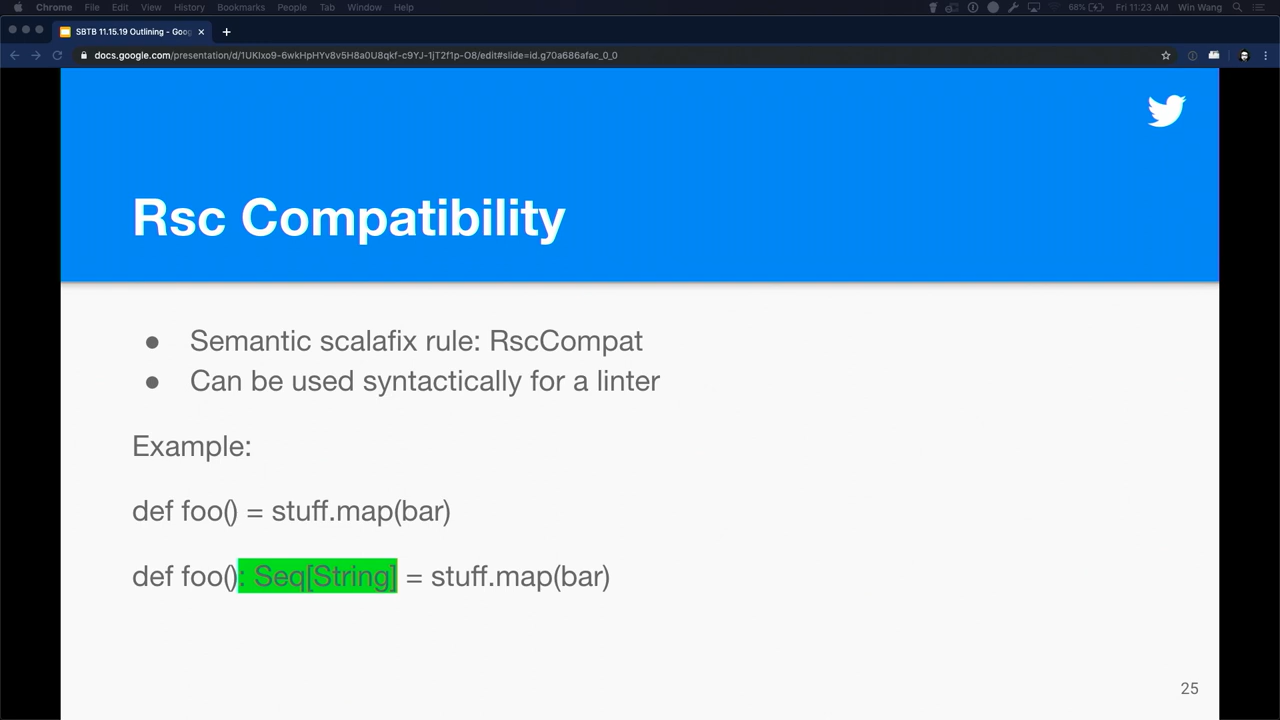 Chrome File Edit View History Bookmarks People Tab Window Help 68% Fri 11:23 AM Win Wang
SBTB 11.15.19 Outlining - Goog
docs.google.com/presentation/d/1UKIxo9-6wkHpHYv8v5H8a0U8qkf-c9YJ-1jT2f1p-O8/edit#slide=id.g70a686afac_0_0
Rsc Compatibility
● Semantic scalafix rule: RscCompat
● Can be used syntactically for a linter
Example:
def foo() = stuff.map(bar)
def foo(): Seq[String] = stuff.map(bar)
25